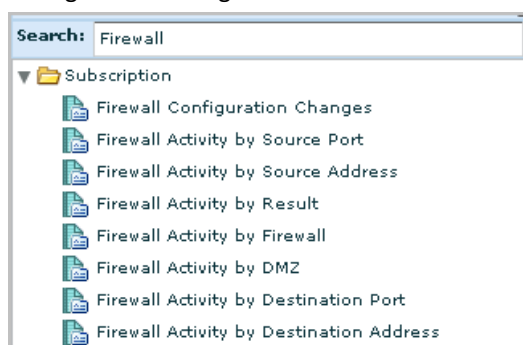 Search: Firewall
Subscription
Firewall Configuration Changes
Firewall Activity by Source Port
Firewall Activity by Source Address
Firewall Activity by Result
Firewall Activity by Firewall
Firewall Activity by DMZ
Firewall Activity by Destination Port
Firewall Activity by Destination Address